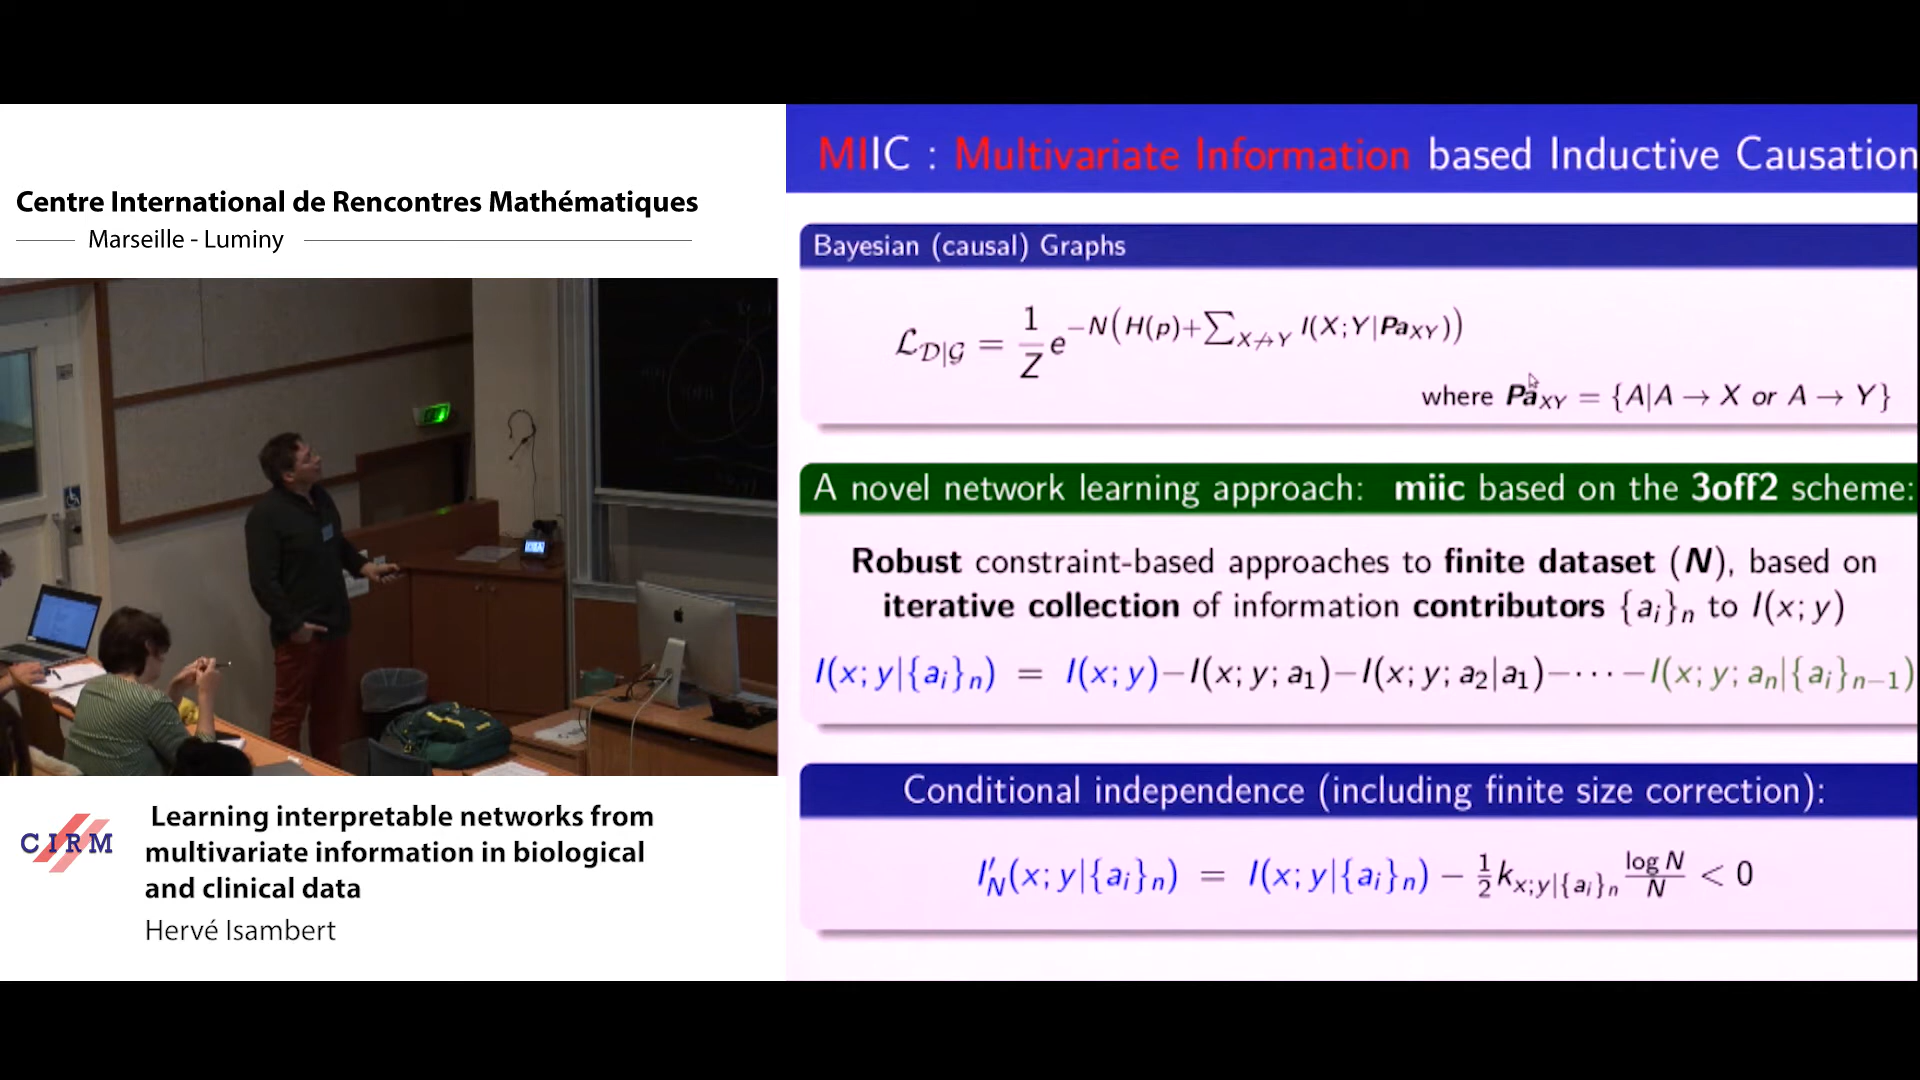 Centre International de Rencontres Mathématiques
Marseille - Luminy
CIRM
Learning interpretable networks from
multivariate information in biological
and clinical data
Hervé Isambert
MIIC : Multivariate Information based Inductive Causation
Bayesian (causal) Graphs
ℒ_{𝒟|𝒢} = 1/Z e^{-N(H(p)+∑_{X↛Y} I(X;Y|Pa_{XY}))}
where Pa_{XY} = {A|A → X or A → Y}
A novel network learning approach: miic based on the 3off2 scheme:
Robust constraint-based approaches to finite dataset (N), based on
iterative collection of information contributors {a_i}_n to I(x; y)
I(x; y|{a_i}_n) = I(x; y)−I(x; y; a_1)−I(x; y; a_2|a_1)−···−I(x; y; a_n|{a_i}_{n−1})
Conditional independence (including finite size correction):
I′_N(x; y|{a_i}_n) = I(x; y|{a_i}_n) − ½ k_{x;y|{a_i}_n} log N/N < 0